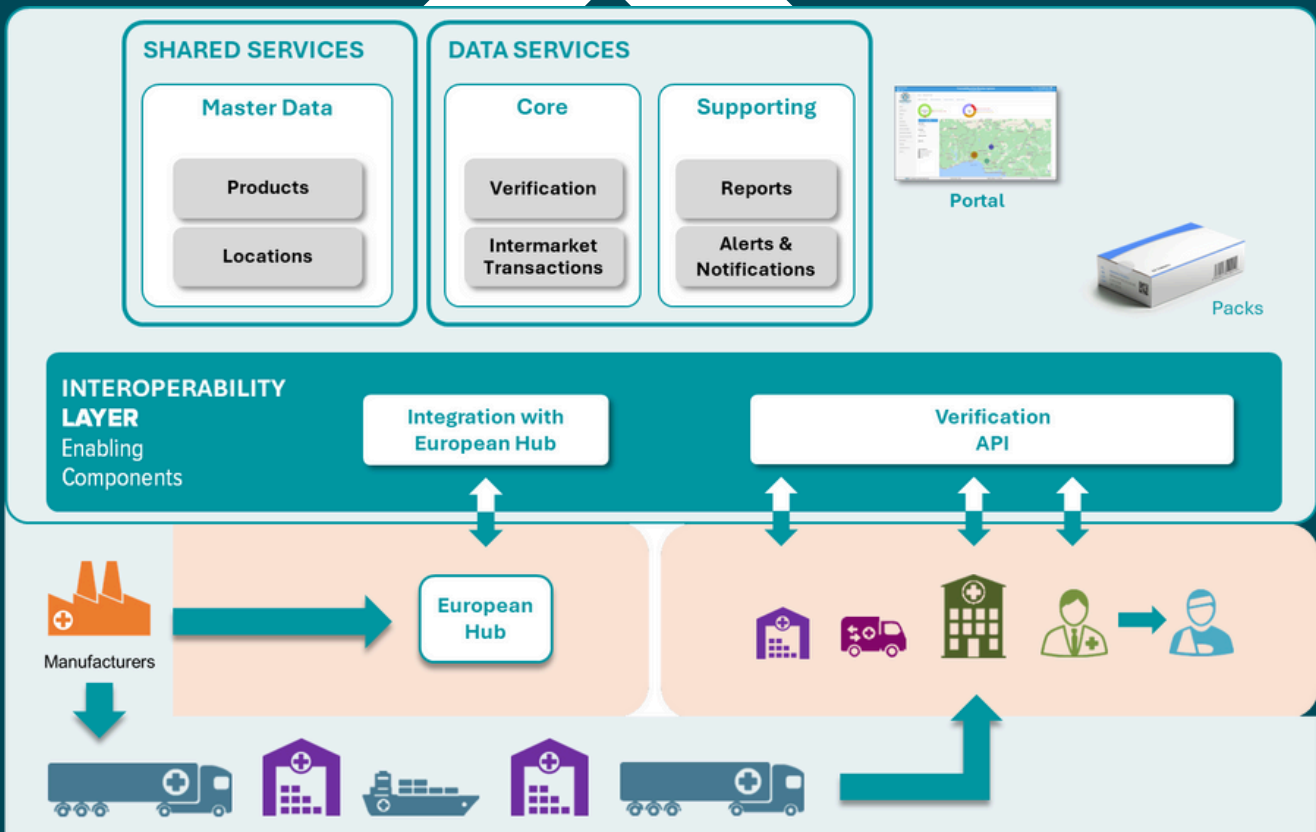 SHARED SERVICES
Master Data
Products
Locations
DATA SERVICES
Core
Verification
Intermarket
Transactions
Supporting
Reports
Alerts &
Notifications
Portal
Packs
INTEROPERABILITY
LAYER
Enabling
Components
Integration with
European Hub
Verification
API
Manufacturers
European
Hub